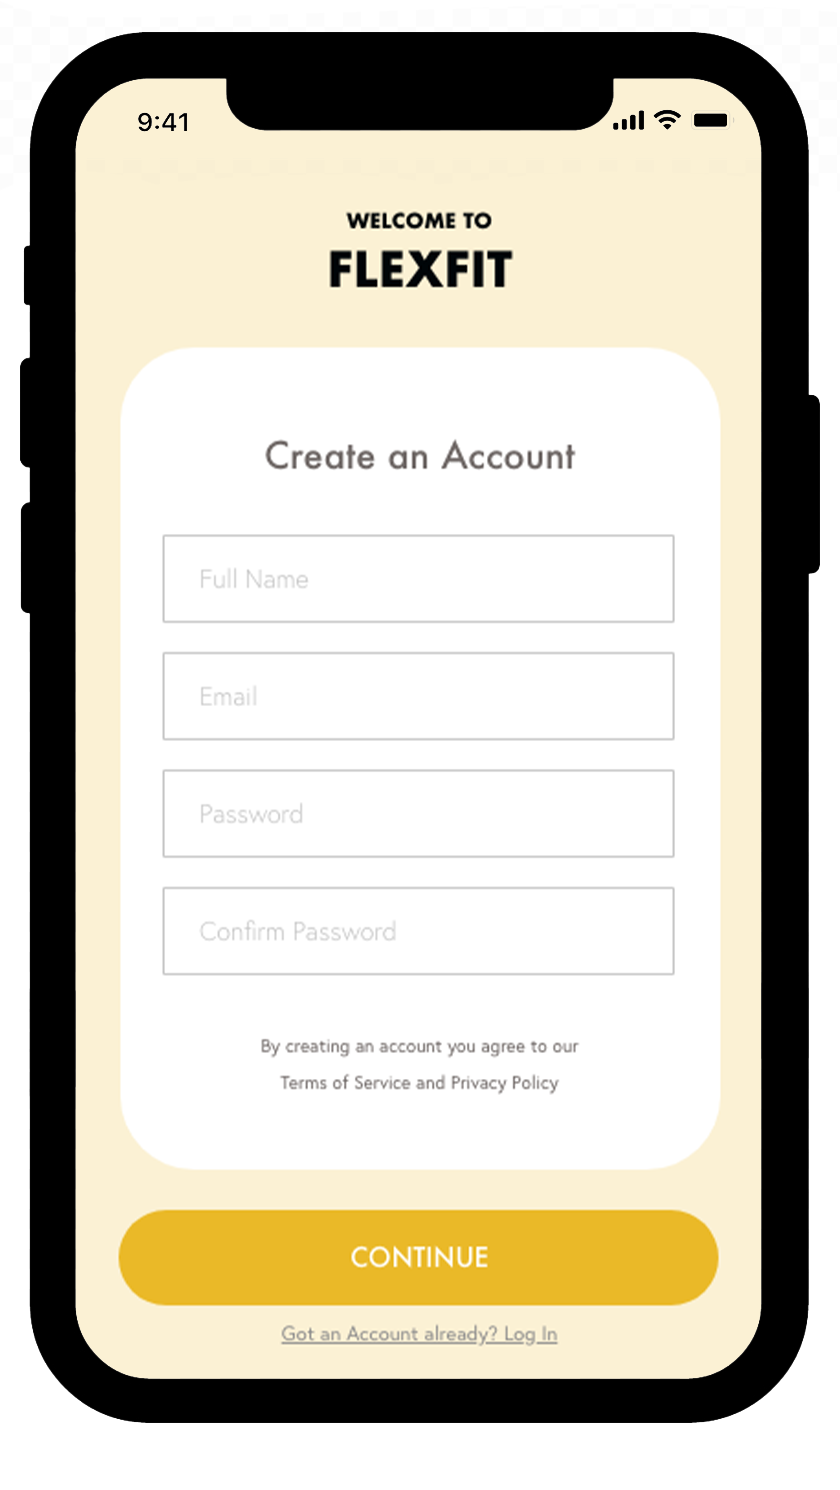 9:41
WELCOME TO
FLEXFIT
Create an Account
Full Name
Email
Password
Confirm Password
By creating an account you agree to our
Terms of Service and Privacy Policy
CONTINUE
Got an Account already? Log In